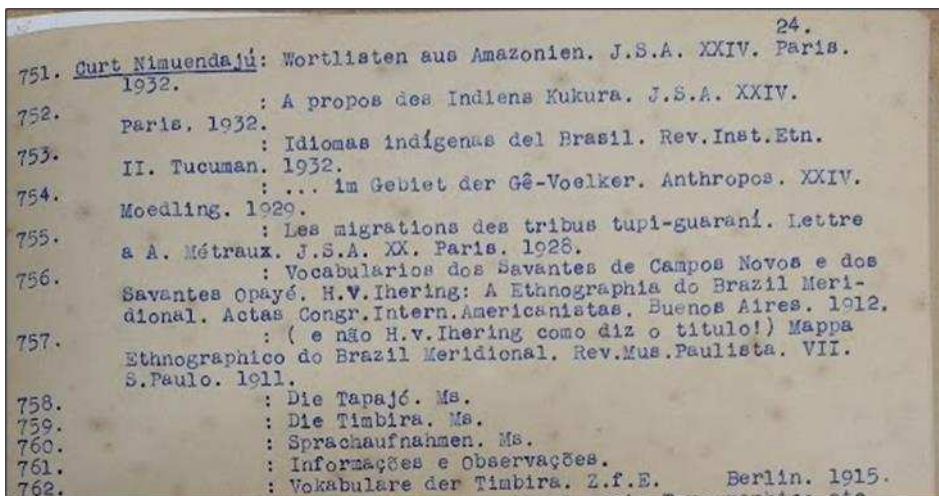 24.
751. Curt Nimuendajú: Wortlisten aus Amazonien. J.S.A. XXIV. Paris.
1932.
752. : A propos des Indiens Kukura. J.S.A. XXIV.
Paris, 1932.
753. : Idiomas indígenas del Brasil. Rev.Inst.Etn.
II. Tucuman. 1932.
754. : ... im Gebiet der Gê-Voelker. Anthropos. XXIV.
Moedling. 1929.
755. : Les migrations des tribus tupi-guaraní. Lettre
a A. Métraux. J.S.A. XX. Paris. 1928.
756. : Vocabularios dos Savantes de Campos Novos e dos
Savantes Opayé. H.V.Ihering: A Ethnographia do Brazil Meri-
dional. Actas Congr.Intern.Americanistas. Buenos Aires. 1912.
757. : ( e não H.v.Ihering como diz o titulo!) Mappa
Ethnographico do Brazil Meridional. Rev.Mus.Paulista. VII.
S.Paulo. 1911.
758. : Die Tapajó. Ms.
759. : Die Timbira. Ms.
760. : Sprachaufnahmen. Ms.
761. : Informações e Observações.
762. : Vokabulare der Timbira. Z.f.E. Berlin. 1915.